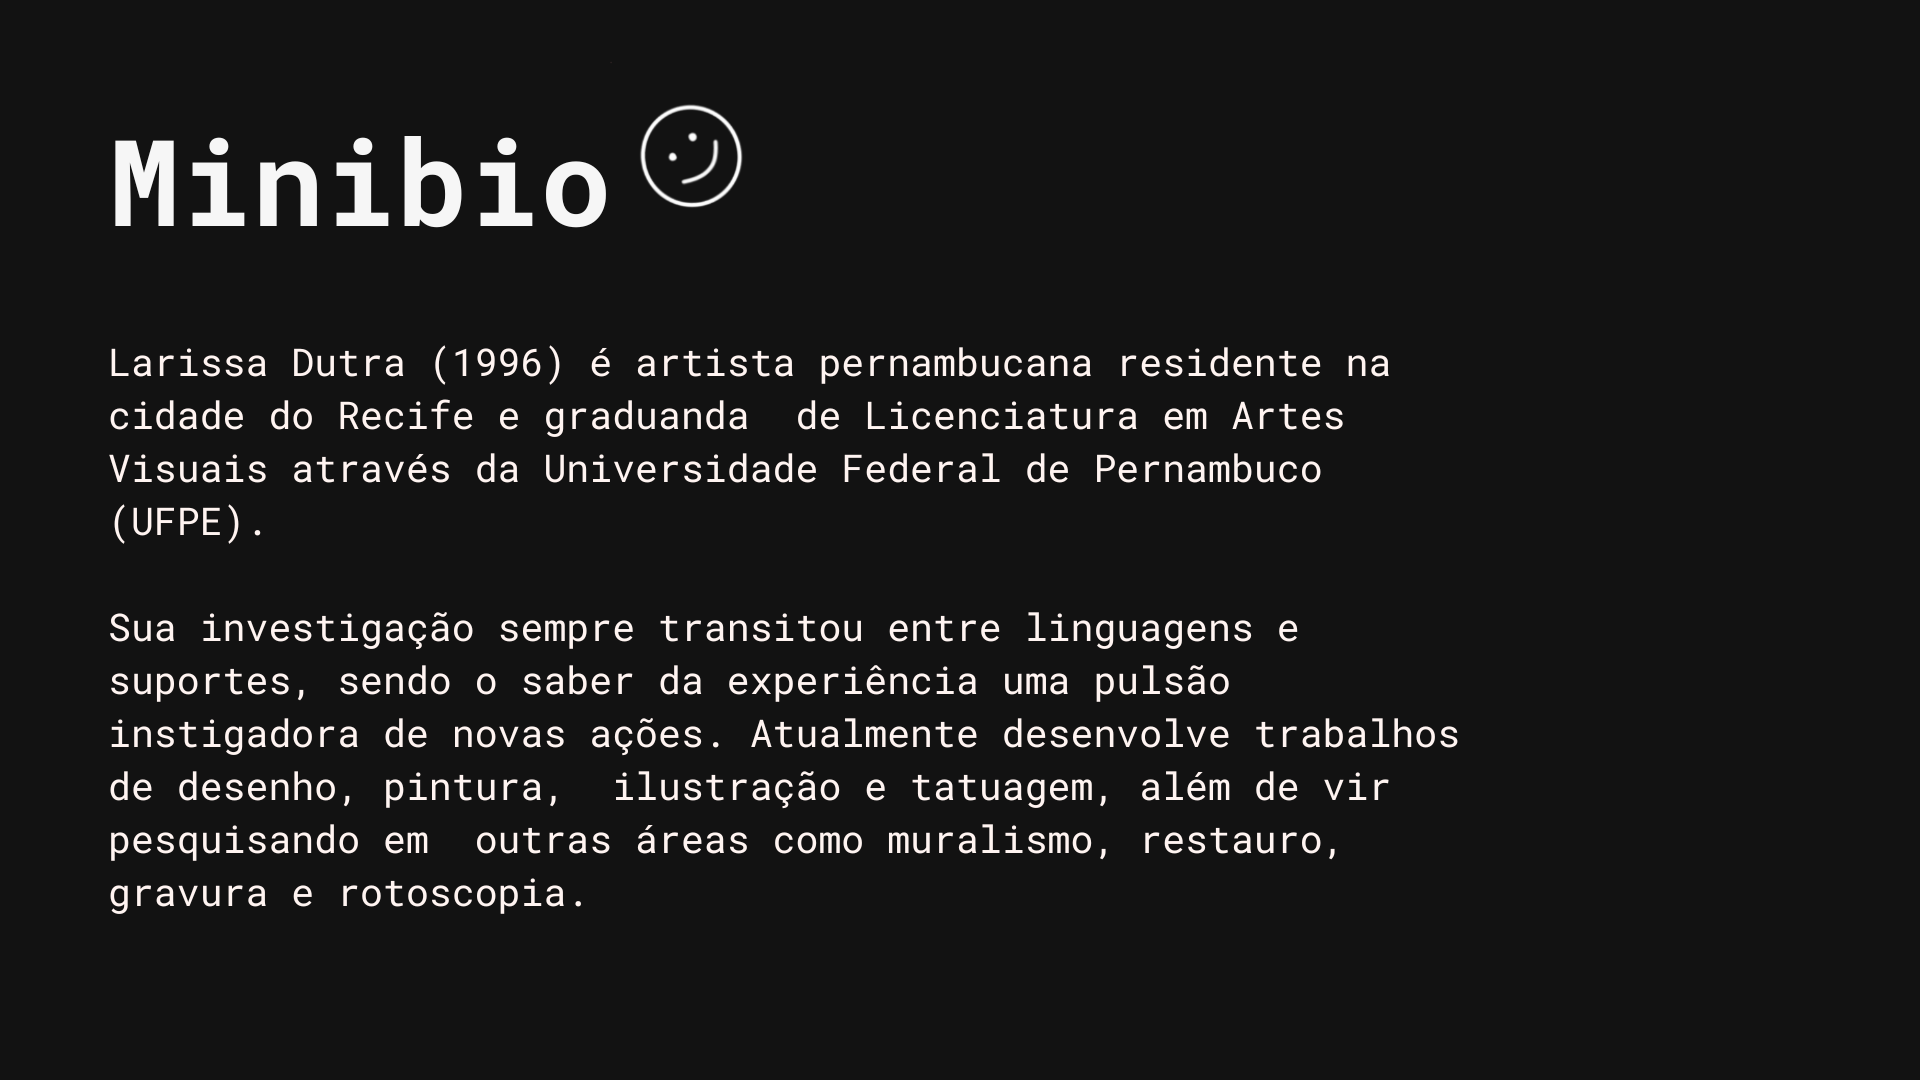 Minibio
Larissa Dutra (1996) é artista pernambucana residente na
cidade do Recife e graduanda  de Licenciatura em Artes
Visuais através da Universidade Federal de Pernambuco
(UFPE).
Sua investigação sempre transitou entre linguagens e
suportes, sendo o saber da experiência uma pulsão
instigadora de novas ações. Atualmente desenvolve trabalhos
de desenho, pintura,  ilustração e tatuagem, além de vir
pesquisando em  outras áreas como muralismo, restauro,
gravura e rotoscopia.